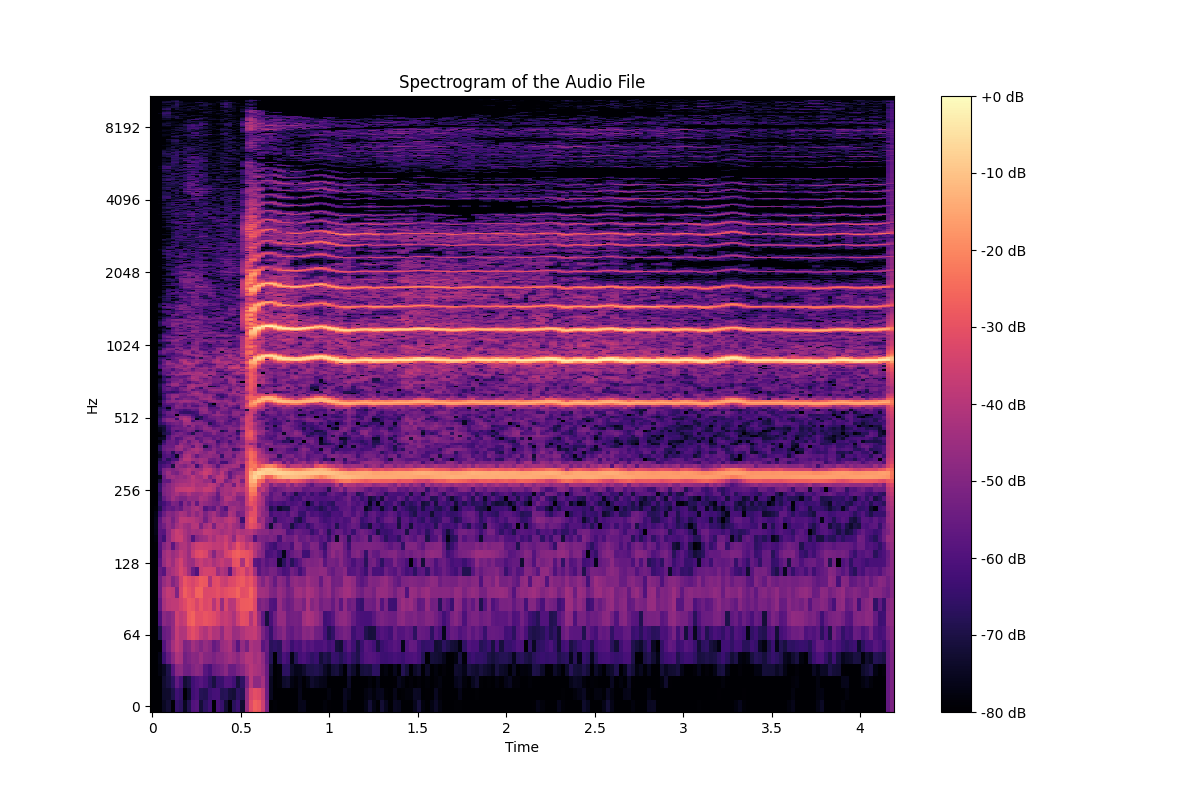 Spectrogram of the Audio File
Hz
8192
4096
2048
1024
512
256
128
64
0
0 0.5 1 1.5 2 2.5 3 3.5 4
Time
+0 dB
-10 dB
-20 dB
-30 dB
-40 dB
-50 dB
-60 dB
-70 dB
-80 dB